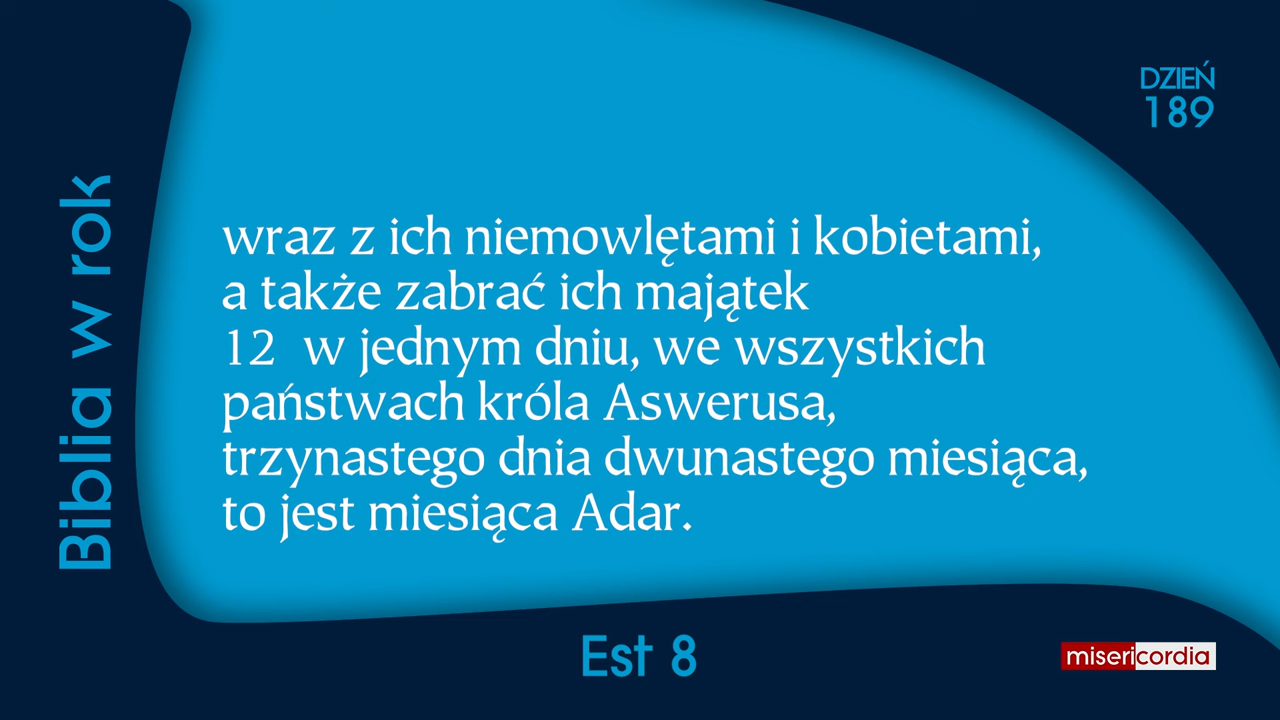 DZIEŃ
189
Biblia w rok
wraz z ich niemowlętami i kobietami,
a także zabrać ich majątek
12 w jednym dniu, we wszystkich
państwach króla Aswerusa,
trzynastego dnia dwunastego miesiąca,
to jest miesiąca Adar.
Est 8
misericordia